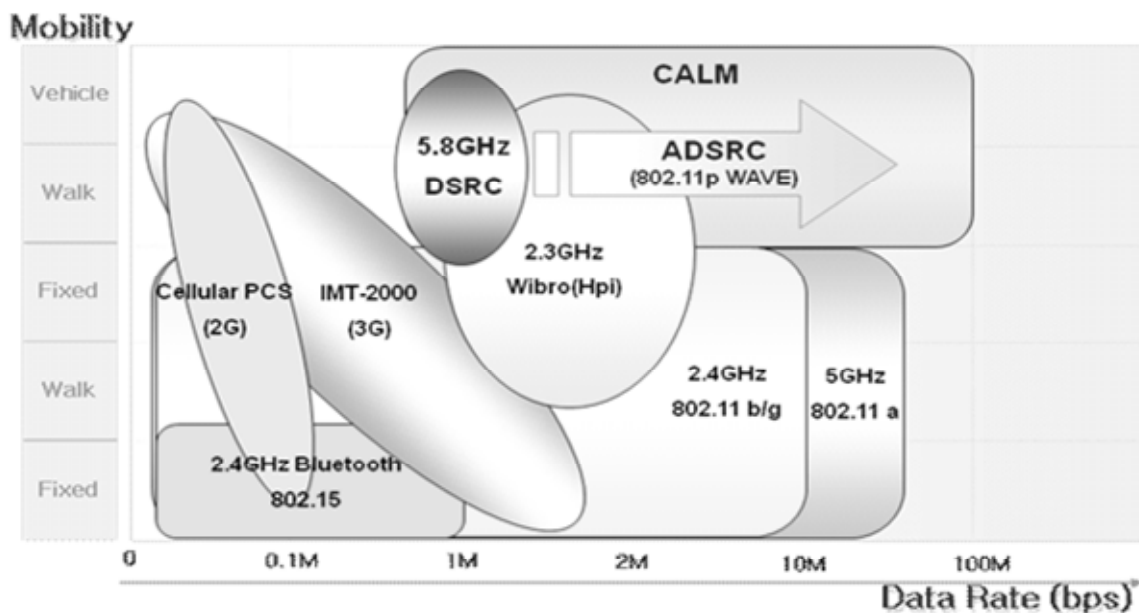 Mobility
Vehicle
Walk
Fixed
Walk
Fixed
CALM
5.8GHz
DSRC
ADSRC
(802.11p WAVE)
2.3GHz
Wibro(Hpi)
Cellular PCS
(2G)
IMT-2000
(3G)
2.4GHz
802.11 b/g
5GHz
802.11 a
2.4GHz Bluetooth
802.15
0
0.1M
1M
2M
10M
100M
Data Rate (bps)